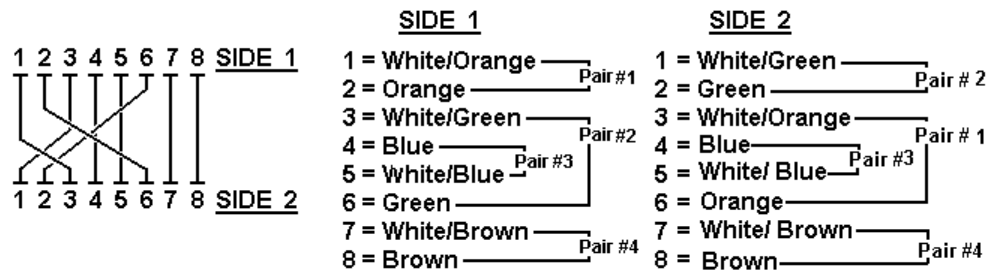 1 2 3 4 5 6 7 8 SIDE 1
1 2 3 4 5 6 7 8 SIDE 2
SIDE 1
1 = White/Orange
2 = Orange
Pair #1
3 = White/Green
4 = Blue
5 = White/Blue
6 = Green
Pair #2
Pair #3
7 = White/Brown
8 = Brown
Pair #4
SIDE 2
1 = White/Green
2 = Green
Pair # 2
3 = White/Orange
4 = Blue
5 = White/ Blue
6 = Orange
Pair # 1
Pair #3
7 = White/ Brown
8 = Brown
Pair #4